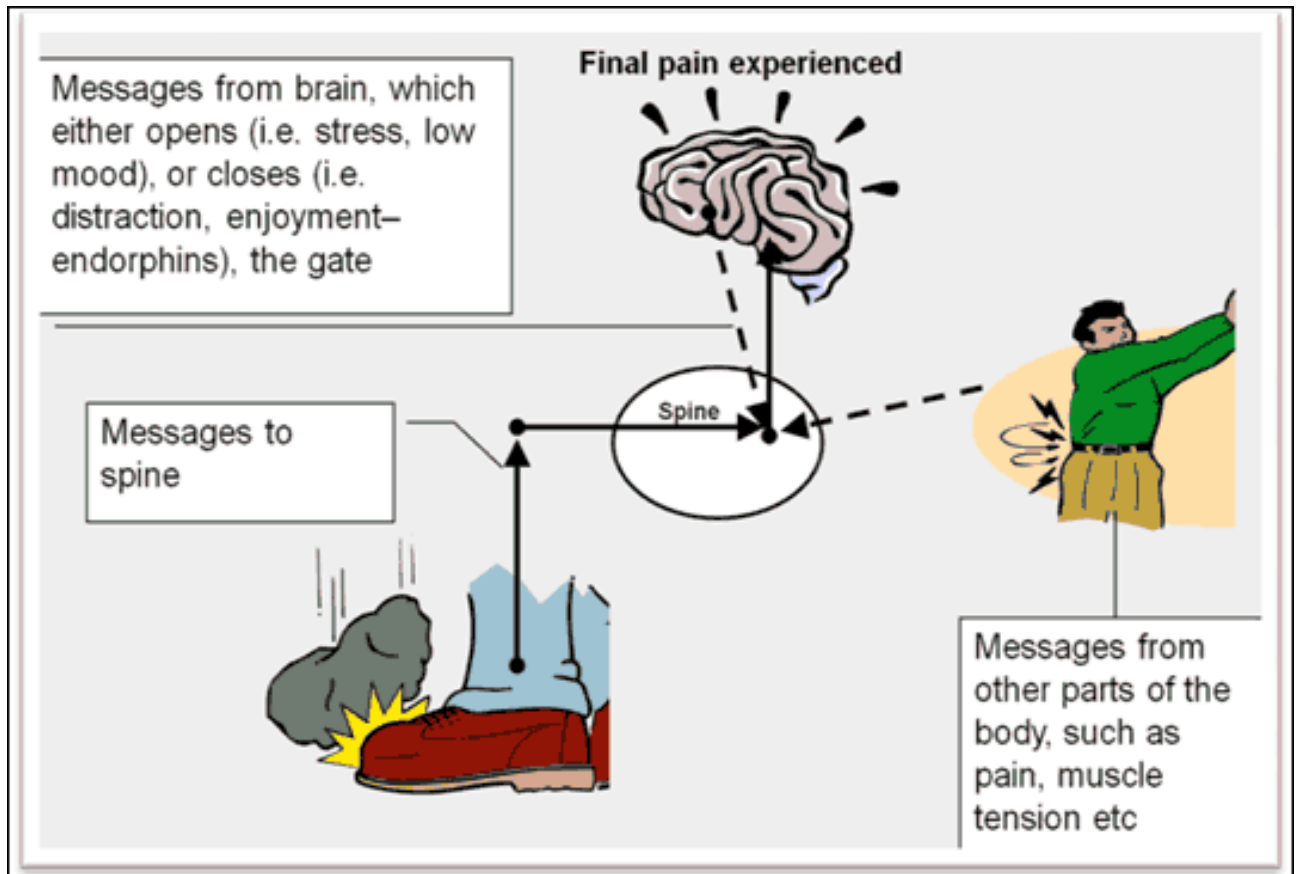 Messages from brain, which
either opens (i.e. stress, low
mood), or closes (i.e.
distraction, enjoyment–
endorphins), the gate
Final pain experienced
Spine
Messages to
spine
Messages from
other parts of the
body, such as
pain, muscle
tension etc